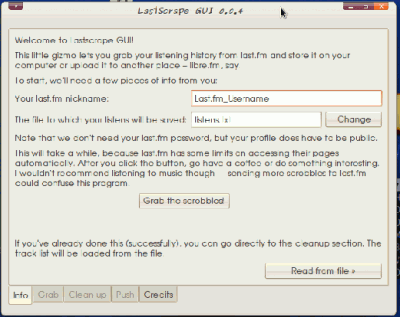 LastScrape GUI 0.0.4
Welcome to Lastscrape GUI!
This little gizmo lets you grab your listening history from last.fm and store it on your
computer or upload it to another place - libre.fm, say
To start, we'll need a few pieces of info from you:
Your last.fm nickname:
Last.fm_Username
The file to which your listens will be saved:
listens.txt
Change
Note that we don't need your last.fm password, but your profile does have to be public.
This will take a while, because last.fm has some limits on accessing their pages
automatically. After you click the button, go have a coffee or do something interesting.
I wouldn't recommend listening to music though sending more scrobbles to last.fm
could confuse this program.
Grab the scrobbles!
If you've already done this (successfully), you can go directly to the cleanup section. The
track list will be loaded from the file
Read from file »
Info Grab Clean up Push Credits